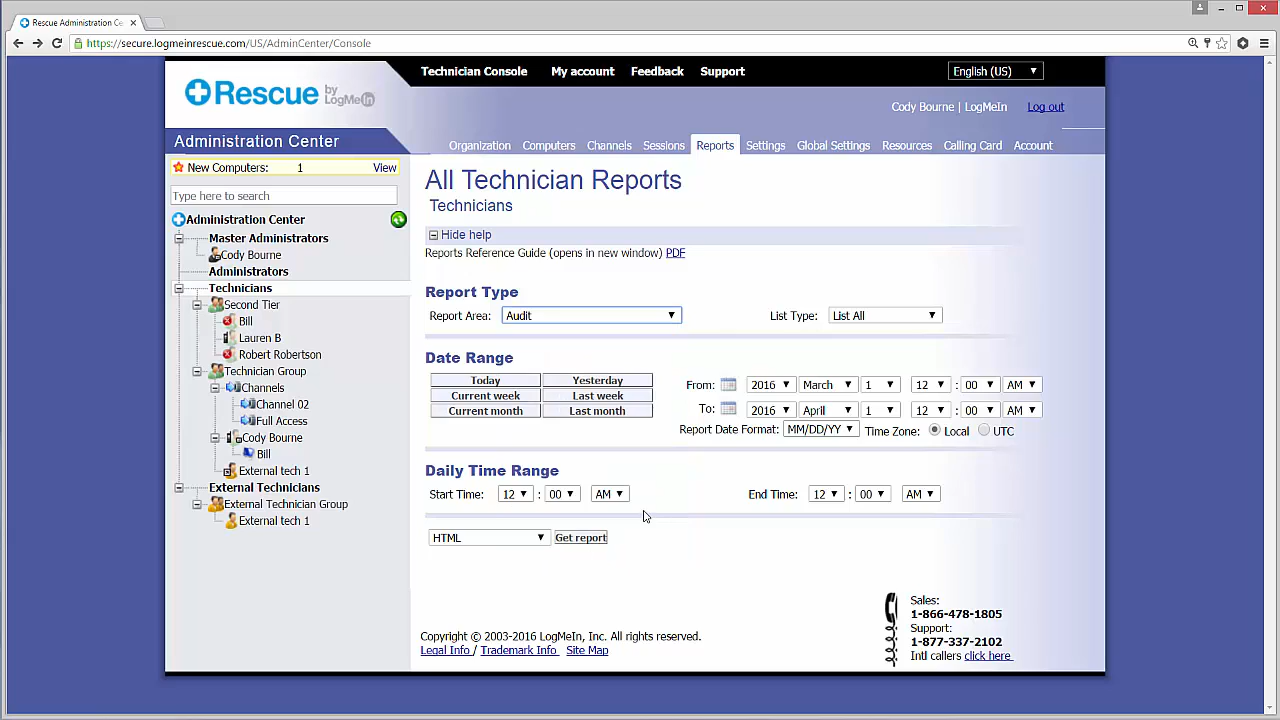 Rescue Administration Ce
https://secure.logmeinrescue.com/US/AdminCenter/Console
Technician Console My account Feedback Support English (US)
Rescue by LogMeIn
Cody Bourne | LogMeIn Log out
Administration Center
Organization Computers Channels Sessions Reports Settings Global Settings Resources Calling Card Account
New Computers: 1 View
Type here to search
Administration Center
Master Administrators
Cody Bourne
Administrators
Technicians
Second Tier
Bill
Lauren B
Robert Robertson
Technician Group
Channels
Channel 02
Full Access
Cody Bourne
Bill
External tech 1
External Technicians
External Technician Group
External tech 1
All Technician Reports
Technicians
Hide help
Reports Reference Guide (opens in new window) PDF
Report Type
Report Area: Audit List Type: List All
Date Range
Today Yesterday
Current week Last week
Current month Last month
From: 2016 March 1 12 : 00 AM
To: 2016 April 1 12 : 00 AM
Report Date Format: MM/DD/YY Time Zone: Local UTC
Daily Time Range
Start Time: 12 : 00 AM End Time: 12 : 00 AM
HTML Get report
Sales:
1-866-478-1805
Support:
1-877-337-2102
Intl callers click here
Copyright © 2003-2016 LogMeIn, Inc. All rights reserved.
Legal Info / Trademark Info Site Map